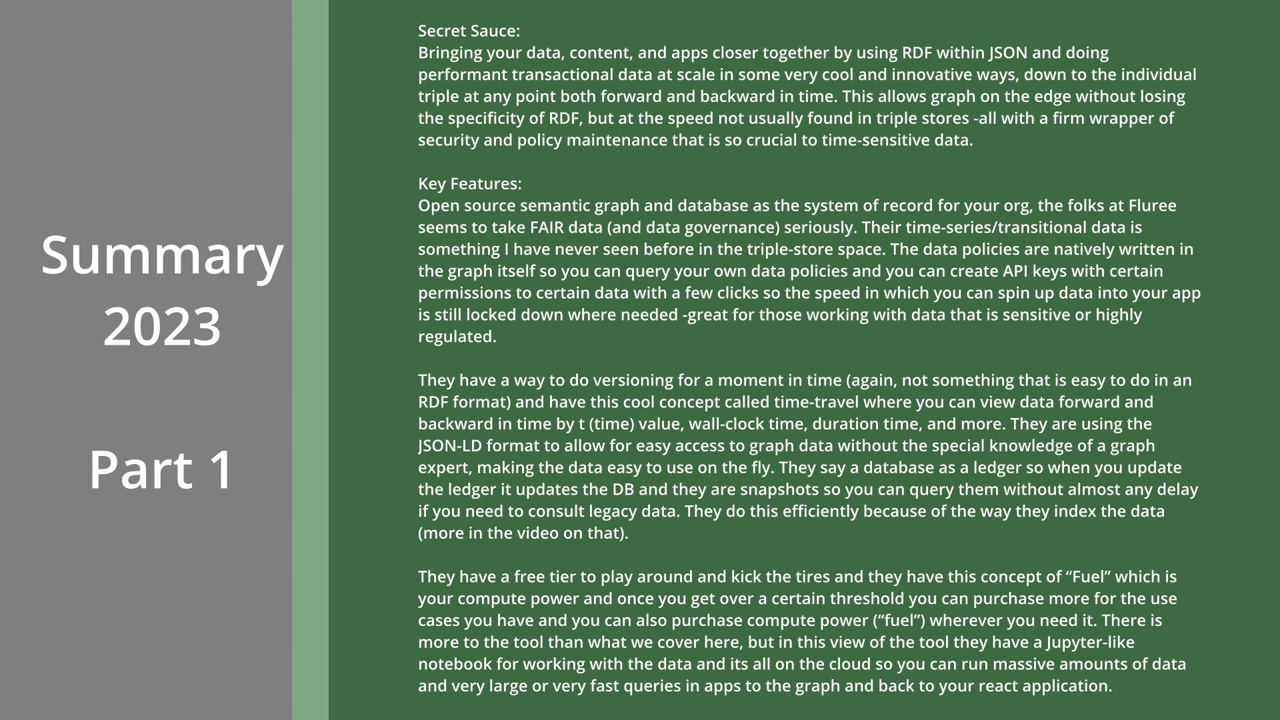 Summary
2023
Part 1
Secret Sauce:
Bringing your data, content, and apps closer together by using RDF within JSON and doing
performant transactional data at scale in some very cool and innovative ways, down to the individual
triple at any point both forward and backward in time. This allows graph on the edge without losing
the specificity of RDF, but at the speed not usually found in triple stores -all with a firm wrapper of
security and policy maintenance that is so crucial to time-sensitive data.
Key Features:
Open source semantic graph and database as the system of record for your org, the folks at Fluree
seems to take FAIR data (and data governance) seriously. Their time-series/transitional data is
something I have never seen before in the triple-store space. The data policies are natively written in
the graph itself so you can query your own data policies and you can create API keys with certain
permissions to certain data with a few clicks so the speed in which you can spin up data into your app
is still locked down where needed -great for those working with data that is sensitive or highly
regulated.
They have a way to do versioning for a moment in time (again, not something that is easy to do in an
RDF format) and have this cool concept called time-travel where you can view data forward and
backward in time by t (time) value, wall-clock time, duration time, and more. They are using the
JSON-LD format to allow for easy access to graph data without the special knowledge of a graph
expert, making the data easy to use on the fly. They say a database as a ledger so when you update
the ledger it updates the DB and they are snapshots so you can query them without almost any delay
if you need to consult legacy data. They do this efficiently because of the way they index the data
(more in the video on that).
They have a free tier to play around and kick the tires and they have this concept of “Fuel” which is
your compute power and once you get over a certain threshold you can purchase more for the use
cases you have and you can also purchase compute power (“fuel”) wherever you need it. There is
more to the tool than what we cover here, but in this view of the tool they have a Jupyter-like
notebook for working with the data and its all on the cloud so you can run massive amounts of data
and very large or very fast queries in apps to the graph and back to your react application.